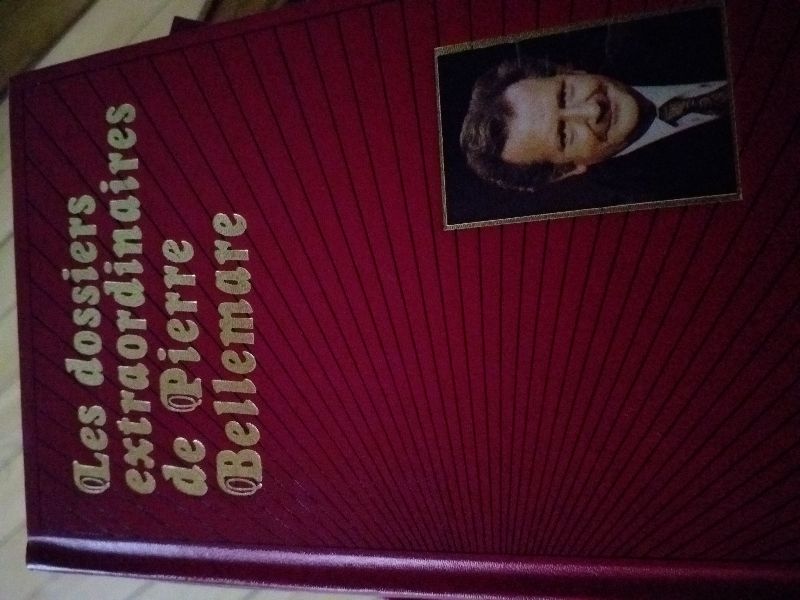 Les dossiers
extraordinaires
de Pierre
Bellemare